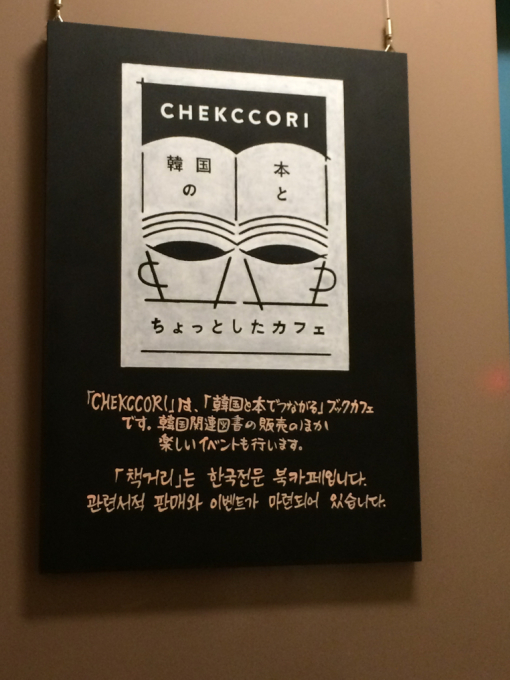 CHEKCCORI
韓国の
本と
ちょっとしたカフェ
「CHEKCCORI」は、「韓国と本でつながる」ブックカフェ
です。韓国関連図書の販売のほか
楽しいイベントも行います。
「책거리」는 한국전문 북카페입니다.
관련서적 판매와 이벤트가 마련되어 있습니다.